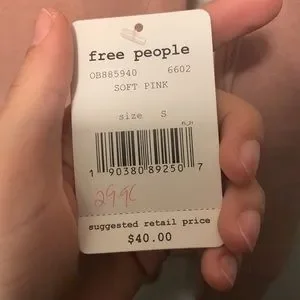 free people
OB885940 6602
SOFT PINK
size S
1 90380 89250 7
suggested retail price
$40.00